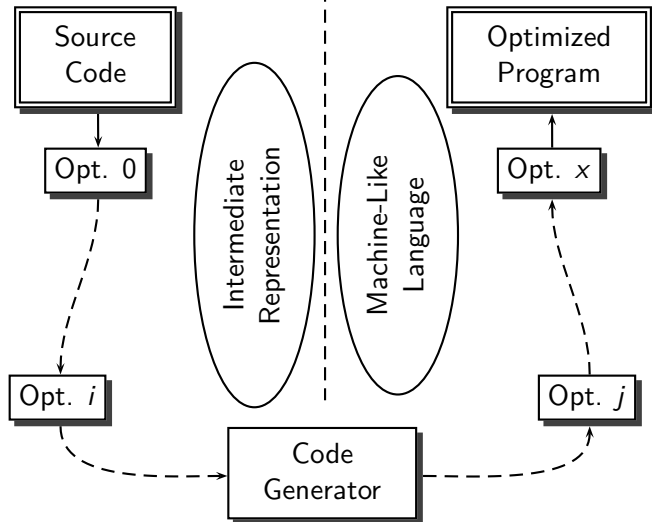 Source
Code
Opt. 0
Opt. i
Intermediate
Representation
Machine-Like
Language
Code
Generator
Optimized
Program
Opt. x
Opt. j